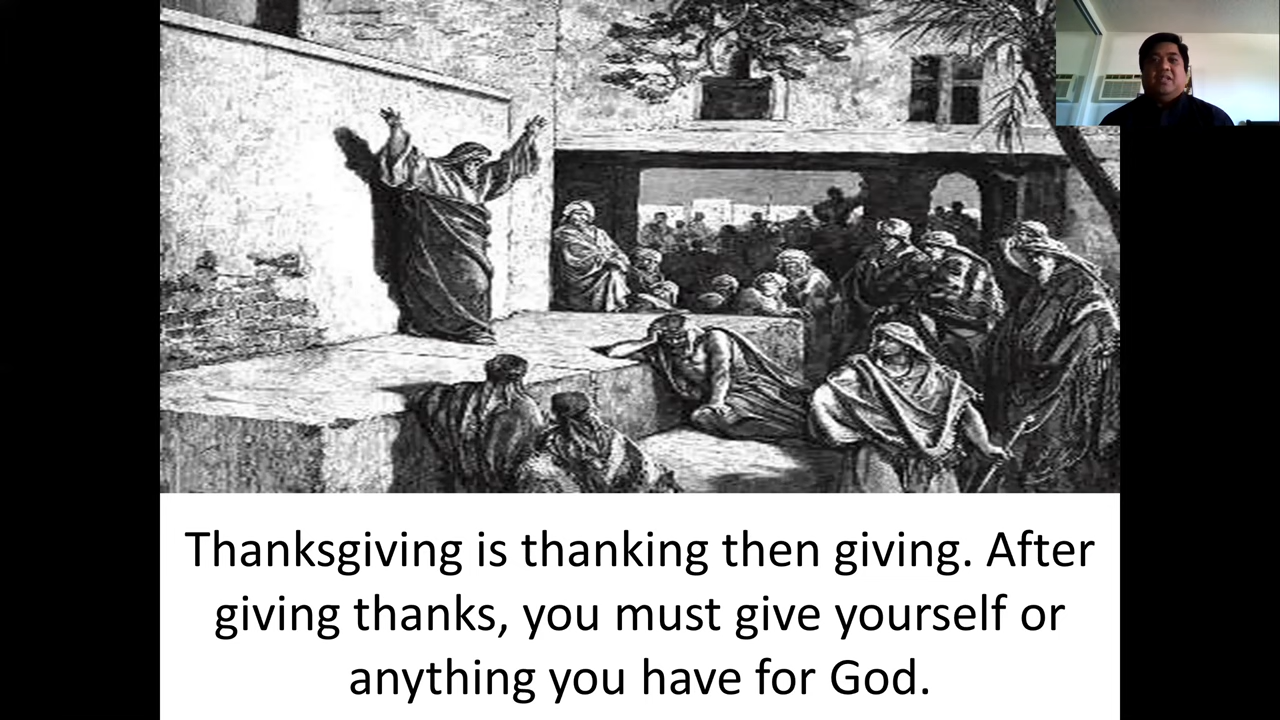 Thanksgiving is thanking then giving. After
giving thanks, you must give yourself or
anything you have for God.